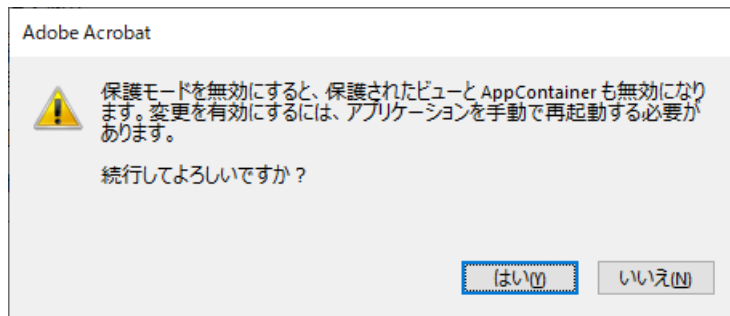 Adobe Acrobat
保護モードを無効にすると、保護されたビューと AppContainer も無効になり
ます。変更を有効にするには、アプリケーションを手動で再起動する必要が
あります。
続行してよろしいですか？
はい(Y)
いいえ(N)